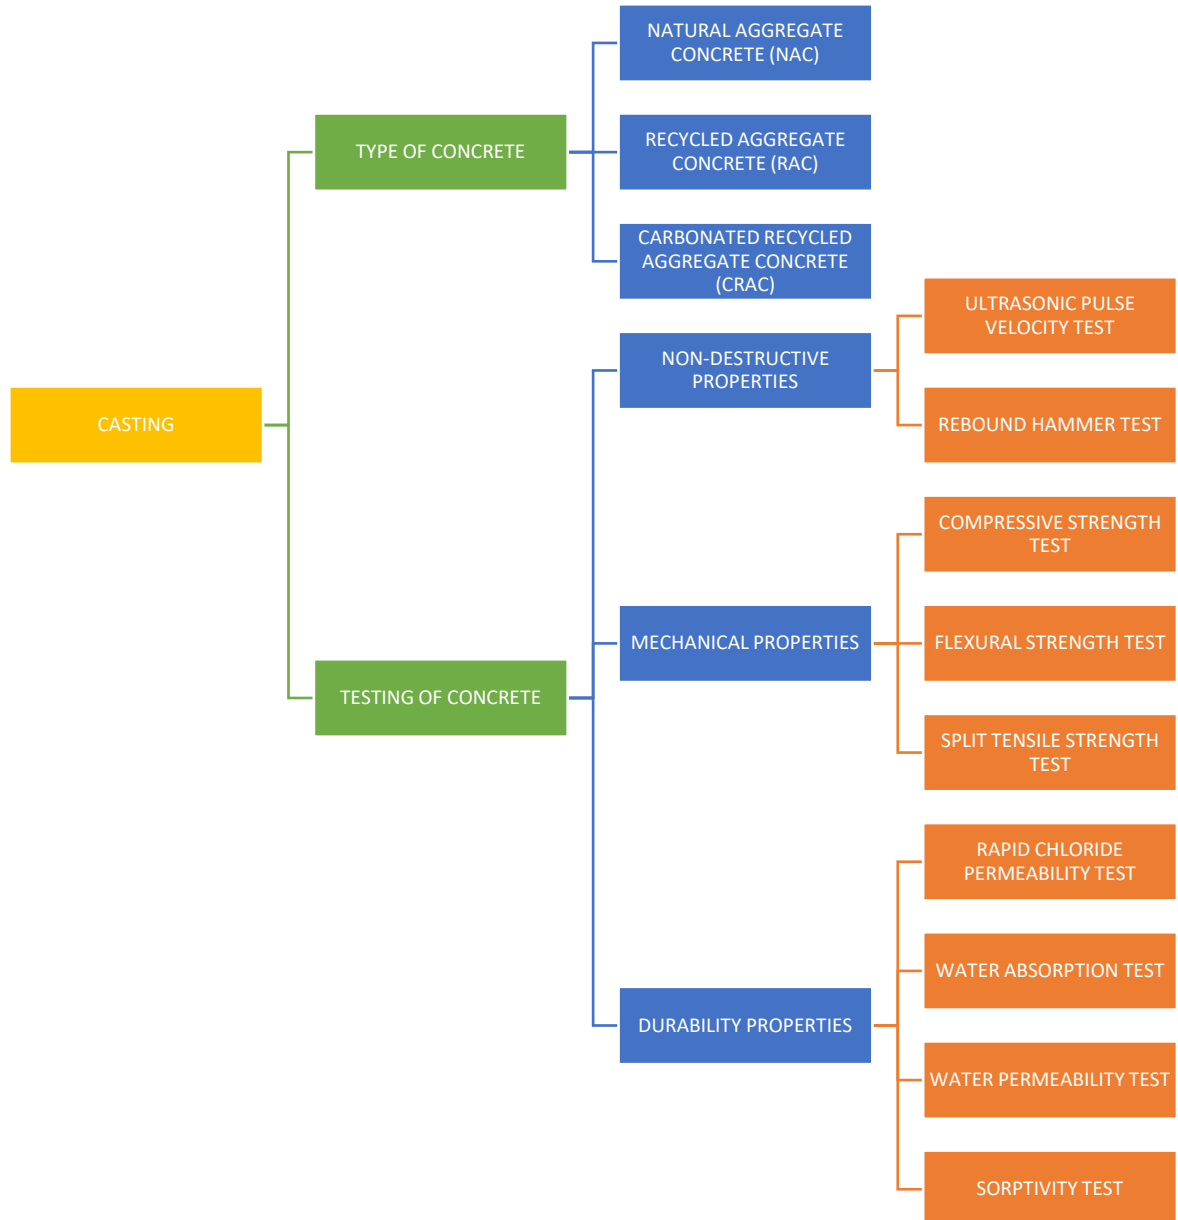 NATURAL AGGREGATE
CONCRETE (NAC)
TYPE OF CONCRETE
RECYCLED AGGREGATE
CONCRETE (RAC)
CARBONATED RECYCLED
AGGREGATE CONCRETE
(CRAC)
ULTRASONIC PULSE
VELOCITY TEST
NON-DESTRUCTIVE
PROPERTIES
CASTING
REBOUND HAMMER TEST
COMPRESSIVE STRENGTH
TEST
MECHANICAL PROPERTIES
FLEXURAL STRENGTH TEST
TESTING OF CONCRETE
SPLIT TENSILE STRENGTH
TEST
RAPID CHLORIDE
PERMEABILITY TEST
WATER ABSORPTION TEST
DURABILITY PROPERTIES
WATER PERMEABILITY TEST
SORPTIVITY TEST